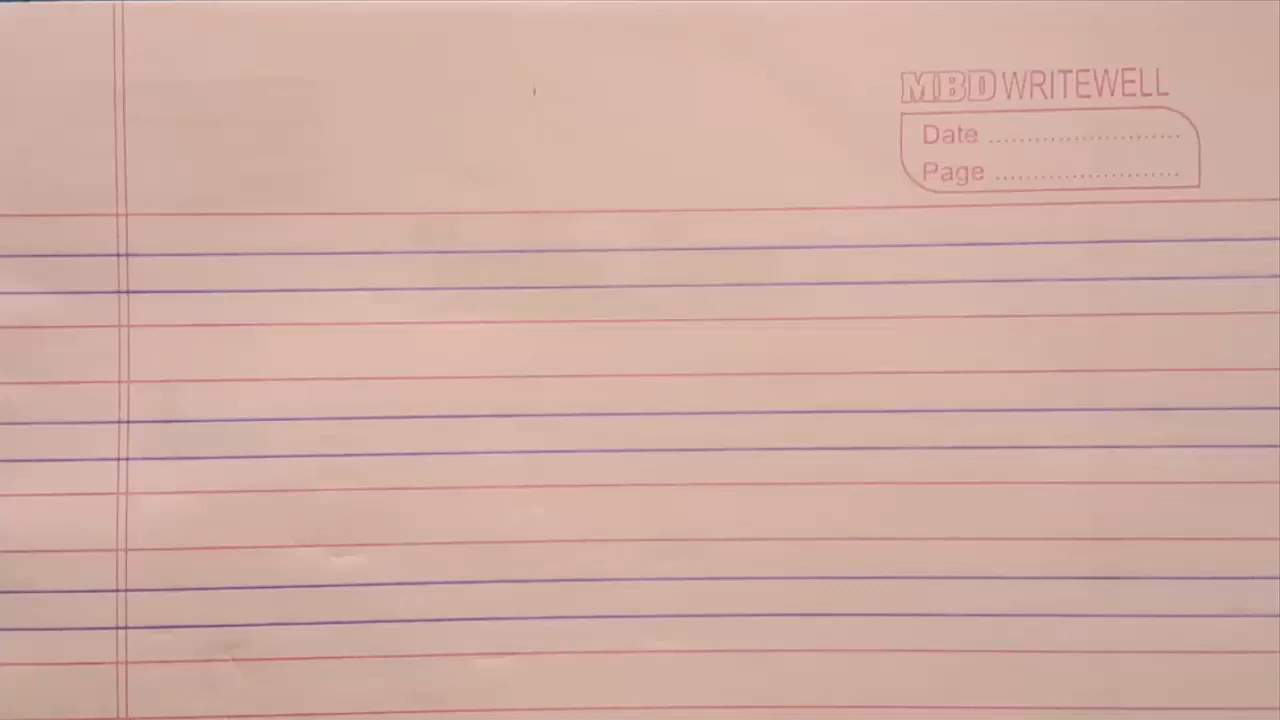 MBD WRITEWELL
Date ........................
Page ........................